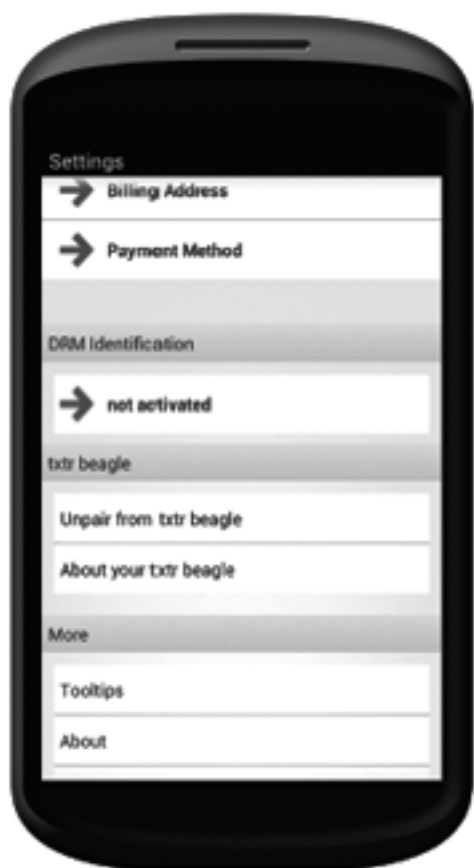 Settings
Billing Address
Payment Method
DRM Identification
not activated
txtr beagle
Unpair from txtr beagle
About your txtr beagle
More
Tooltips
About